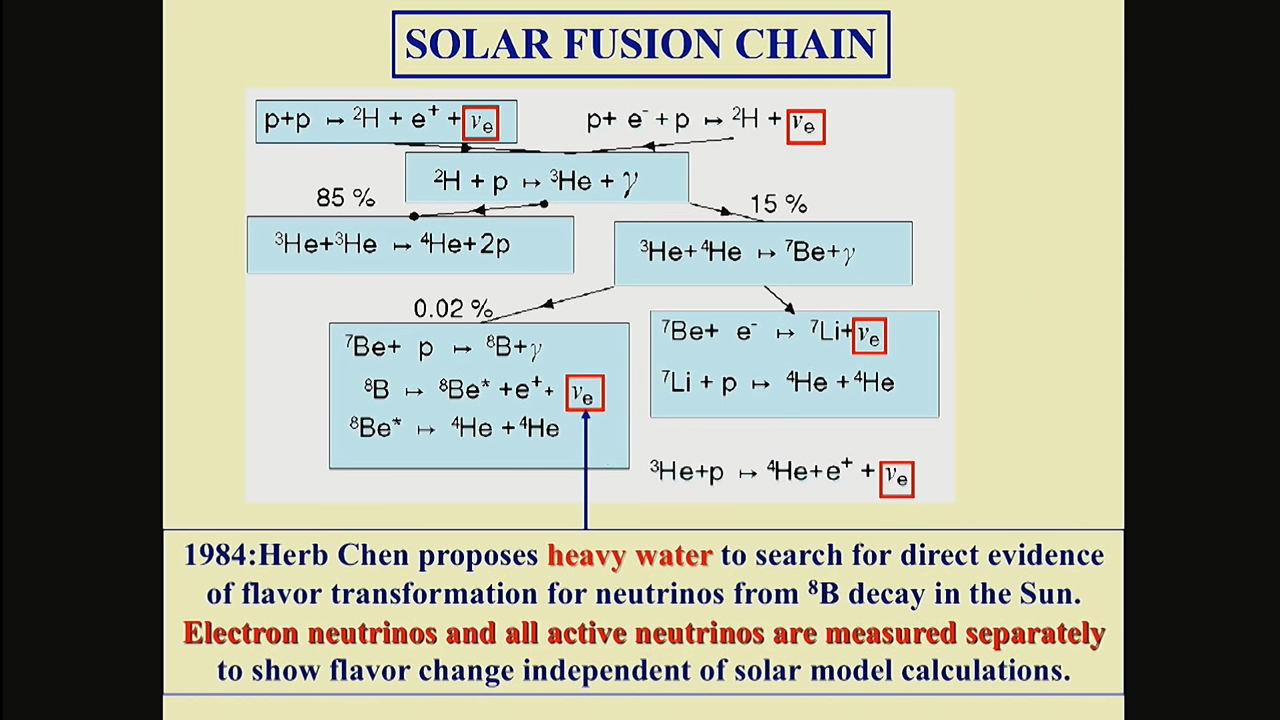 SOLAR FUSION CHAIN
p+p ↦ ²H + e⁺ + νe
p+ e⁻ + p ↦ ²H + νe
²H + p ↦ ³He + γ
85 %
15 %
³He+³He ↦ ⁴He+2p
³He+⁴He ↦ ⁷Be+γ
0.02 %
⁷Be+ p ↦ ⁸B+γ
⁸B ↦ ⁸Be* +e⁺+ νe
⁸Be* ↦ ⁴He +⁴He
⁷Be+ e⁻ ↦ ⁷Li+νe
⁷Li + p ↦ ⁴He +⁴He
³He+p ↦ ⁴He+e⁺ + νe
1984:Herb Chen proposes heavy water to search for direct evidence
of flavor transformation for neutrinos from ⁸B decay in the Sun.
Electron neutrinos and all active neutrinos are measured separately
to show flavor change independent of solar model calculations.